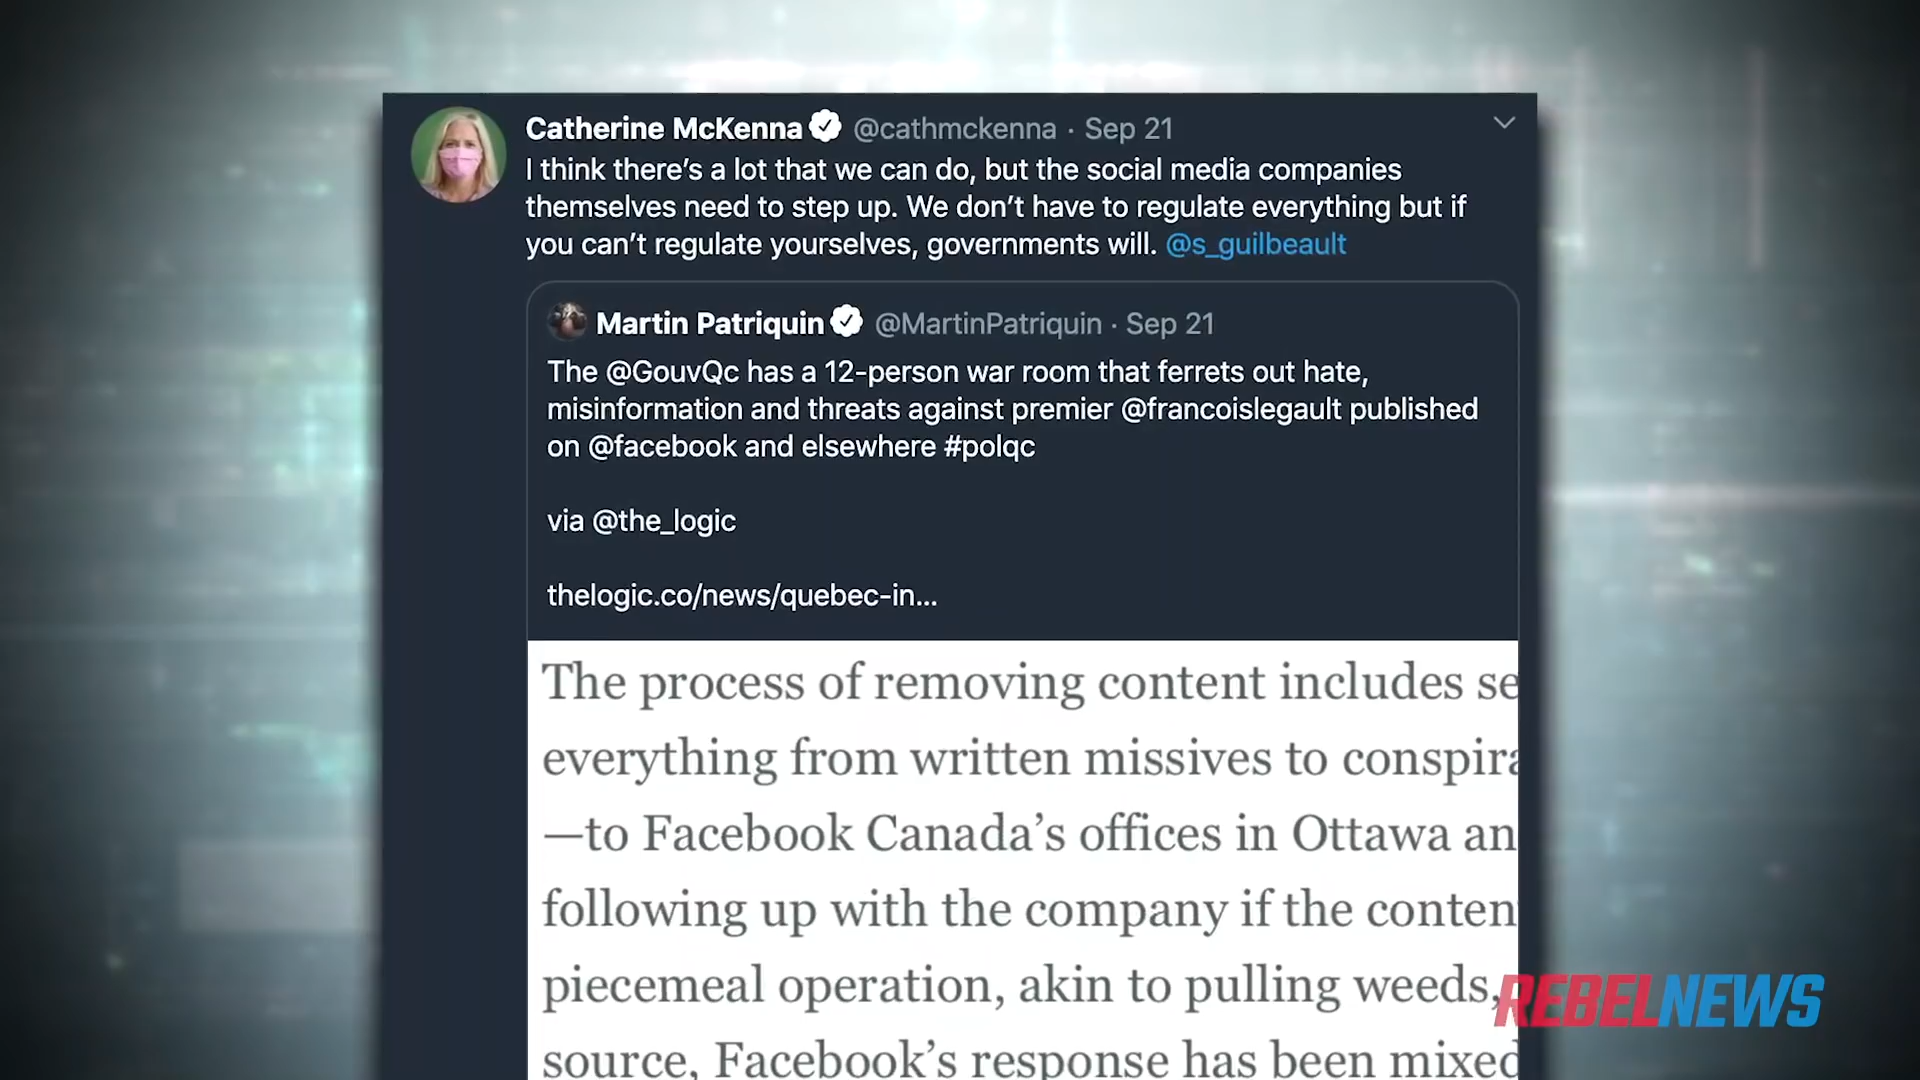 Catherine McKenna @cathmckenna · Sep 21
I think there's a lot that we can do, but the social media companies
themselves need to step up. We don't have to regulate everything but if
you can't regulate yourselves, governments will. @s_guilbeault
Martin Patriquin @MartinPatriquin · Sep 21
The @GouvQc has a 12-person war room that ferrets out hate,
misinformation and threats against premier @francoislegault published
on @facebook and elsewhere #polqc
via @the_logic
thelogic.co/news/quebec-in...
The process of removing content includes se
everything from written missives to conspira
—to Facebook Canada's offices in Ottawa an
following up with the company if the conten
piecemeal operation, akin to pulling weeds,
source, Facebook's response has been mixed
REBELNEWS